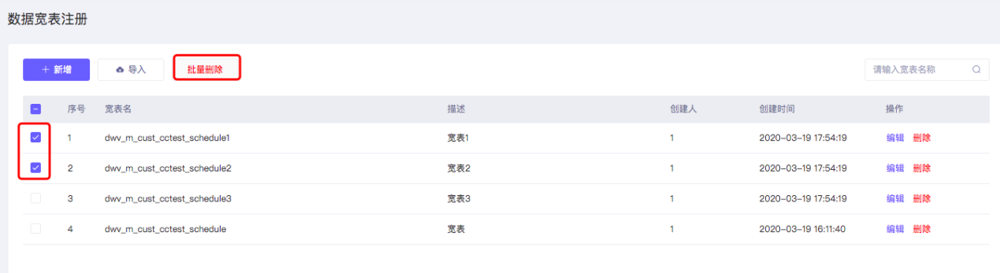 数据宽表注册
+ 新增 导入 批量删除 请输入宽表名称
序号 宽表名 描述 创建人 创建时间 操作
1 dwv_m_cust_cctest_schedule1 宽表1 1 2020-03-19 17:54:19 编辑 删除
2 dwv_m_cust_cctest_schedule2 宽表2 1 2020-03-19 17:54:19 编辑 删除
3 dwv_m_cust_cctest_schedule3 宽表3 1 2020-03-19 17:54:19 编辑 删除
4 dwv_m_cust_cctest_schedule 宽表 1 2020-03-19 16:11:40 编辑 删除